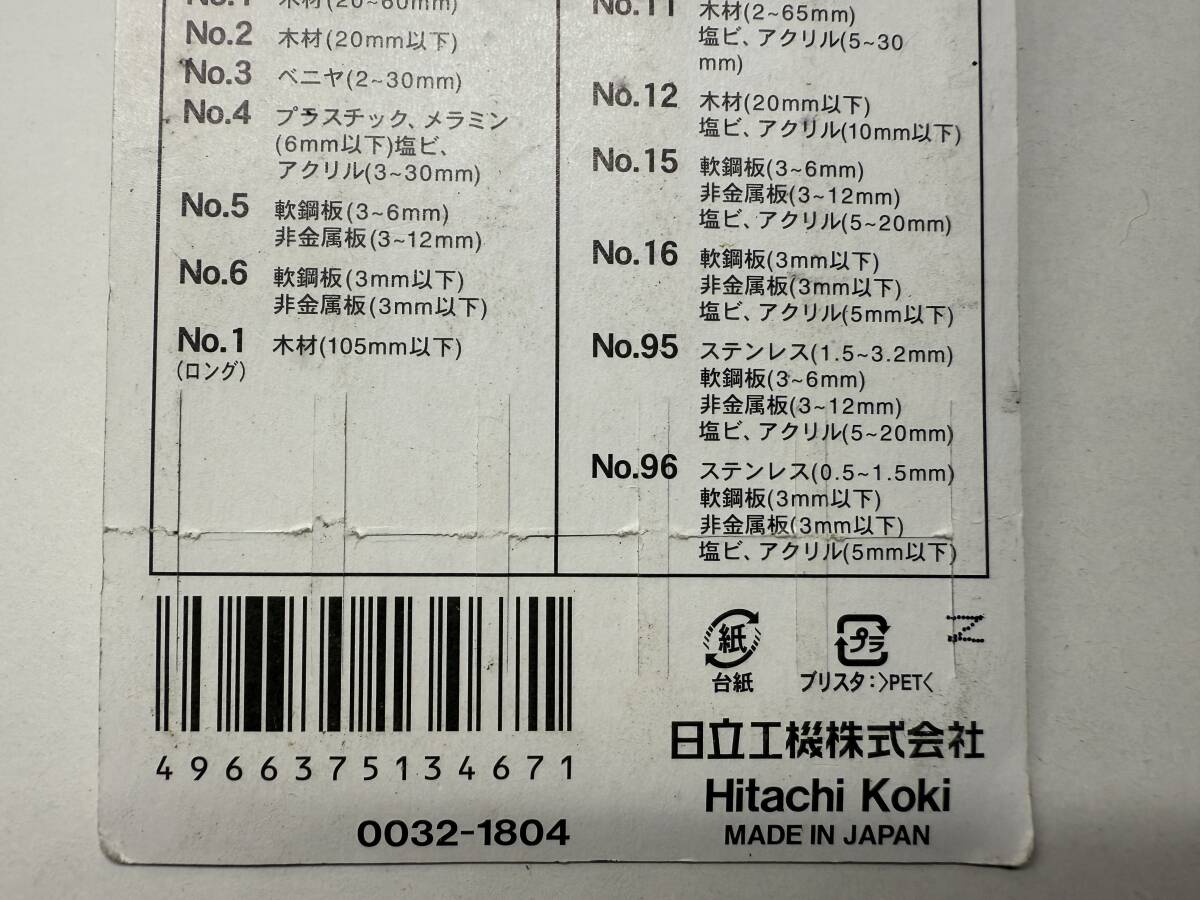 No.1 木材(20~60mm)
No.2 木材(20mm以下)
No.3 ベニヤ(2~30mm)
No.4 プラスチック、メラミン
(6mm以下)塩ビ、
アクリル(3~30mm)
No.5 軟鋼板(3~6mm)
非金属板(3~12mm)
No.6 軟鋼板(3mm以下)
非金属板(3mm以下)
No.1 木材(105mm以下)
(ロング)
No.11 木材(2~65mm)
塩ビ、アクリル(5~30
mm)
No.12 木材(20mm以下)
塩ビ、アクリル(10mm以下)
No.15 軟鋼板(3~6mm)
非金属板(3~12mm)
塩ビ、アクリル(5~20mm)
No.16 軟鋼板(3mm以下)
非金属板(3mm以下)
塩ビ、アクリル(5mm以下)
No.95 ステンレス(1.5~3.2mm)
軟鋼板(3~6mm)
非金属板(3~12mm)
塩ビ、アクリル(5~20mm)
No.96 ステンレス(0.5~1.5mm)
軟鋼板(3mm以下)
非金属板(3mm以下)
塩ビ、アクリル(5mm以下)
4966375134671
0032-1804
紙
台紙
プラ
ブリスタ:>PET<
日立工機株式会社
Hitachi Koki
MADE IN JAPAN